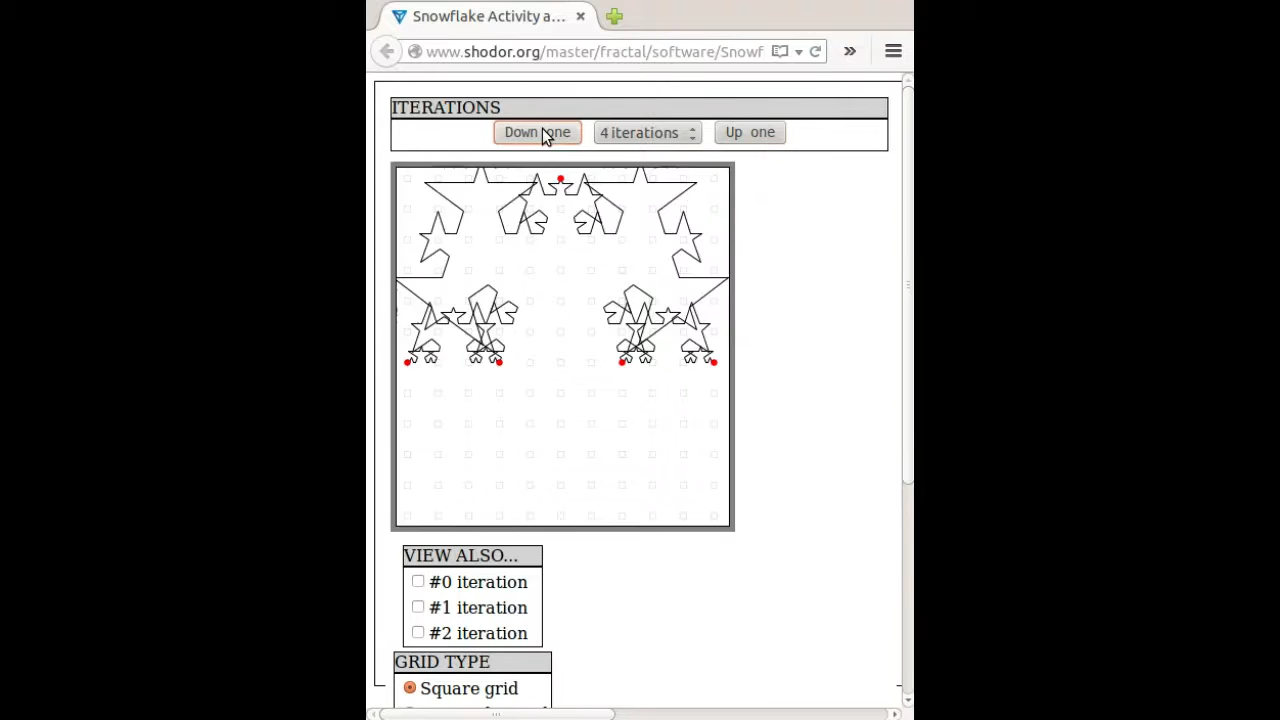 Snowflake Activity a...
www.shodor.org/master/fractal/software/Snowf
ITERATIONS
Down one
4 iterations
Up one
VIEW ALSO...
#0 iteration
#1 iteration
#2 iteration
GRID TYPE
Square grid